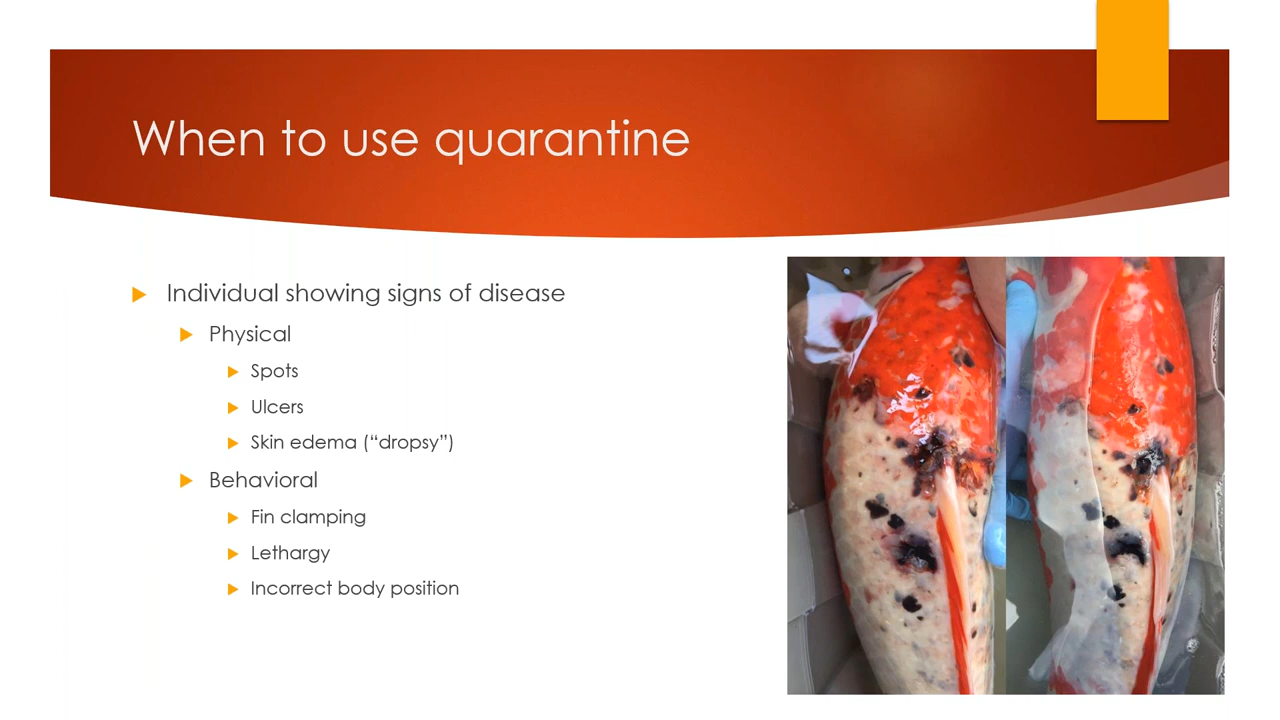 When to use quarantine
Individual showing signs of disease
Physical
Spots
Ulcers
Skin edema (“dropsy”)
Behavioral
Fin clamping
Lethargy
Incorrect body position